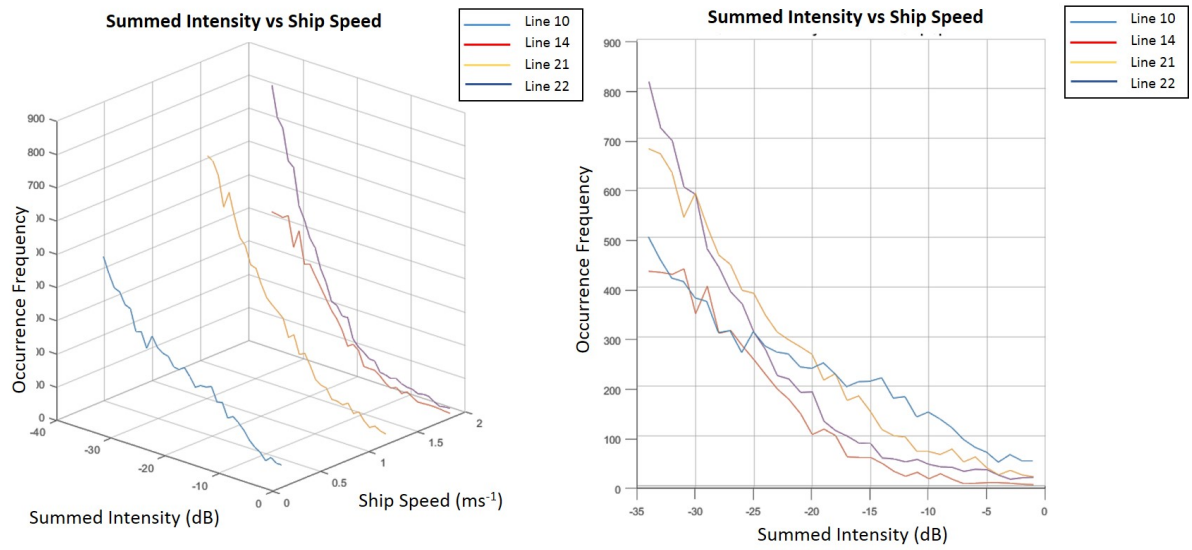 Summed Intensity vs Ship Speed
Line 10
Line 14
Line 21
Line 22
900
800
700
0
-40
-30
-20
-10
0
0
0.5
1
1.5
2
Occurrence Frequency
Summed Intensity (dB)
Ship Speed (ms⁻¹)
Summed Intensity vs Ship Speed
Line 10
Line 14
Line 21
Line 22
900
800
700
600
500
400
300
200
100
0
-35
-30
-25
-20
-15
-10
-5
0
Occurrence Frequency
Summed Intensity (dB)